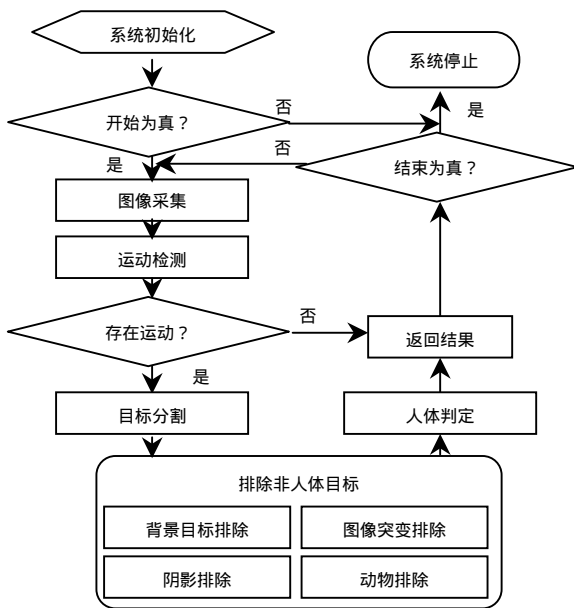 系统初始化
系统停止
开始为真？
否
是
否
是
结束为真？
图像采集
运动检测
存在运动？
否
返回结果
是
目标分割
人体判定
排除非人体目标
背景目标排除
图像突变排除
阴影排除
动物排除